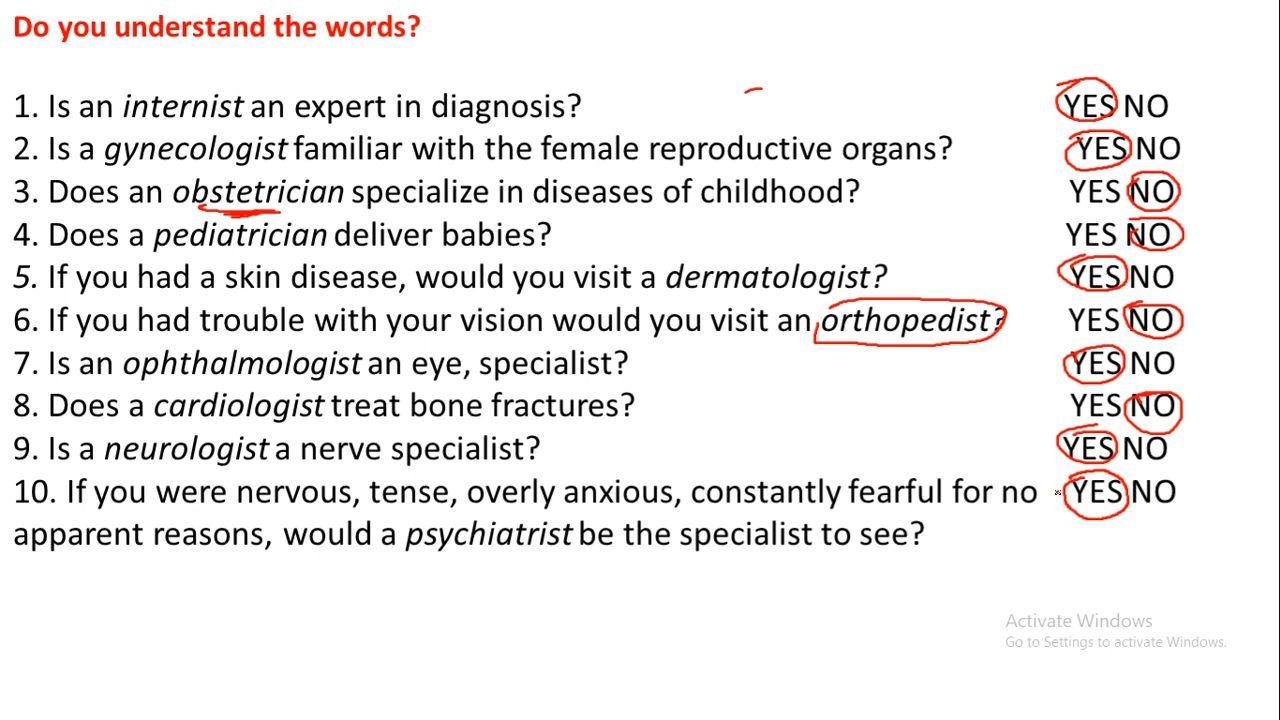 Do you understand the words?
1. Is an internist an expert in diagnosis? YES NO
2. Is a gynecologist familiar with the female reproductive organs? YES NO
3. Does an obstetrician specialize in diseases of childhood? YES NO
4. Does a pediatrician deliver babies? YES NO
5. If you had a skin disease, would you visit a dermatologist? YES NO
6. If you had trouble with your vision would you visit an orthopedist? YES NO
7. Is an ophthalmologist an eye, specialist? YES NO
8. Does a cardiologist treat bone fractures? YES NO
9. Is a neurologist a nerve specialist? YES NO
10. If you were nervous, tense, overly anxious, constantly fearful for no YES NO
apparent reasons, would a psychiatrist be the specialist to see?
Activate Windows
Go to Settings to activate Windows.